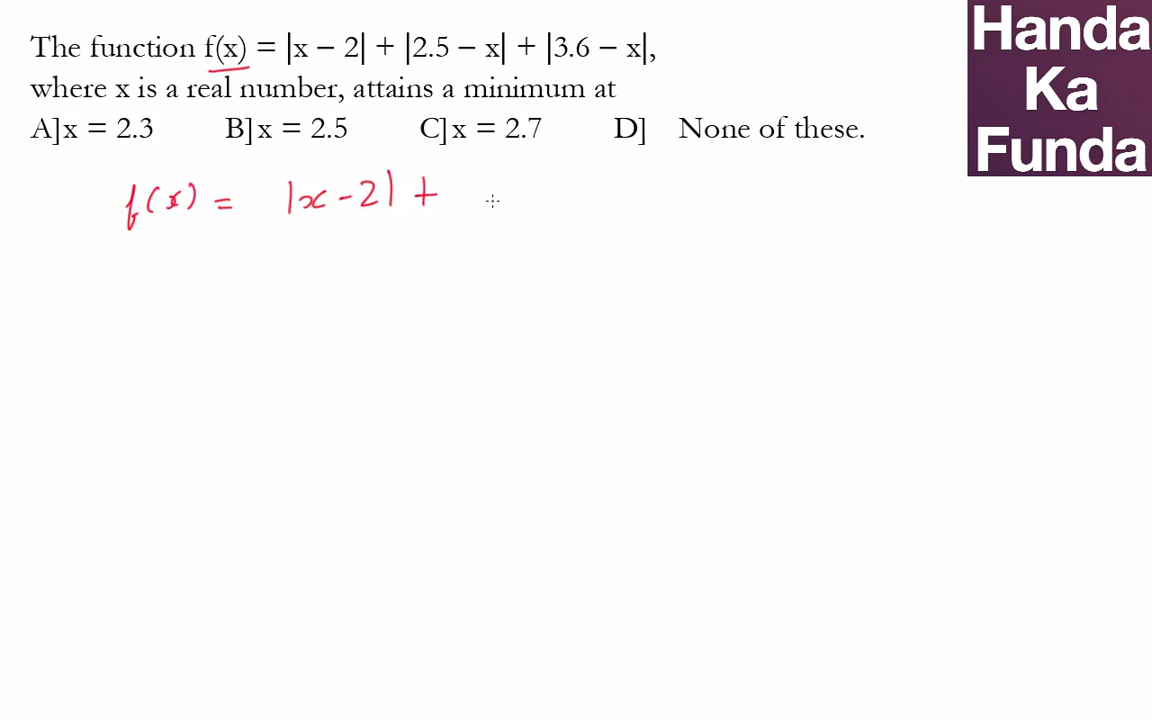 The function f(x) = |x − 2| + |2.5 − x| + |3.6 − x|,
where x is a real number, attains a minimum at
A]x = 2.3 B]x = 2.5 C]x = 2.7 D] None of these.
f(x) = |x - 2| +
Handa
Ka
Funda